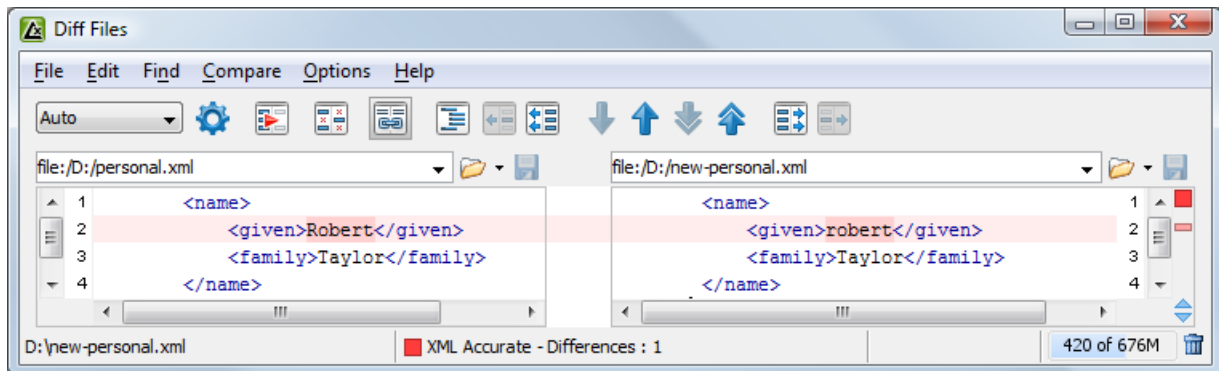 Diff Files
File Edit Find Compare Options Help
Auto
file:/D:/personal.xml file:/D:/new-personal.xml
1 <name> <name> 1
2 <given>Robert</given> <given>robert</given> 2
3 <family>Taylor</family> <family>Taylor</family> 3
4 </name> </name> 4
D:\new-personal.xml XML Accurate - Differences : 1 420 of 676M